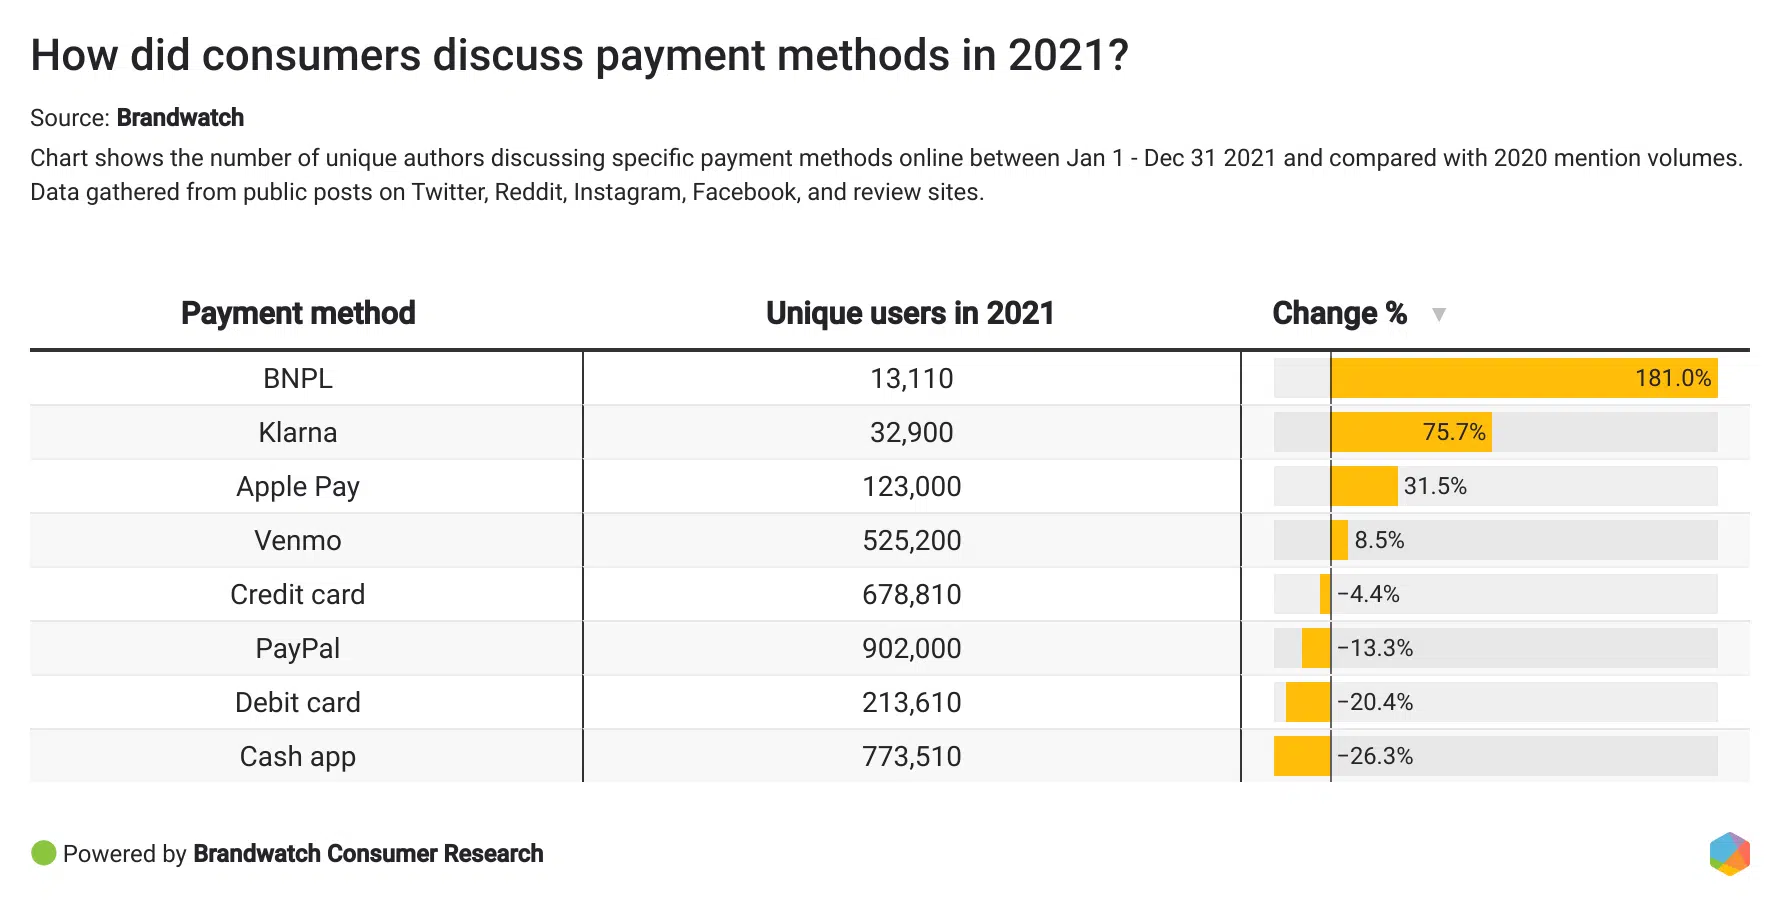 How did consumers discuss payment methods in 2021?
Source: Brandwatch
Chart shows the number of unique authors discussing specific payment methods online between Jan 1 - Dec 31 2021 and compared with 2020 mention volumes.
Data gathered from public posts on Twitter, Reddit, Instagram, Facebook, and review sites.
Payment method Unique users in 2021 Change % ▼
BNPL 13,110 181.0%
Klarna 32,900 75.7%
Apple Pay 123,000 31.5%
Venmo 525,200 8.5%
Credit card 678,810 −4.4%
PayPal 902,000 −13.3%
Debit card 213,610 −20.4%
Cash app 773,510 −26.3%
Powered by Brandwatch Consumer Research